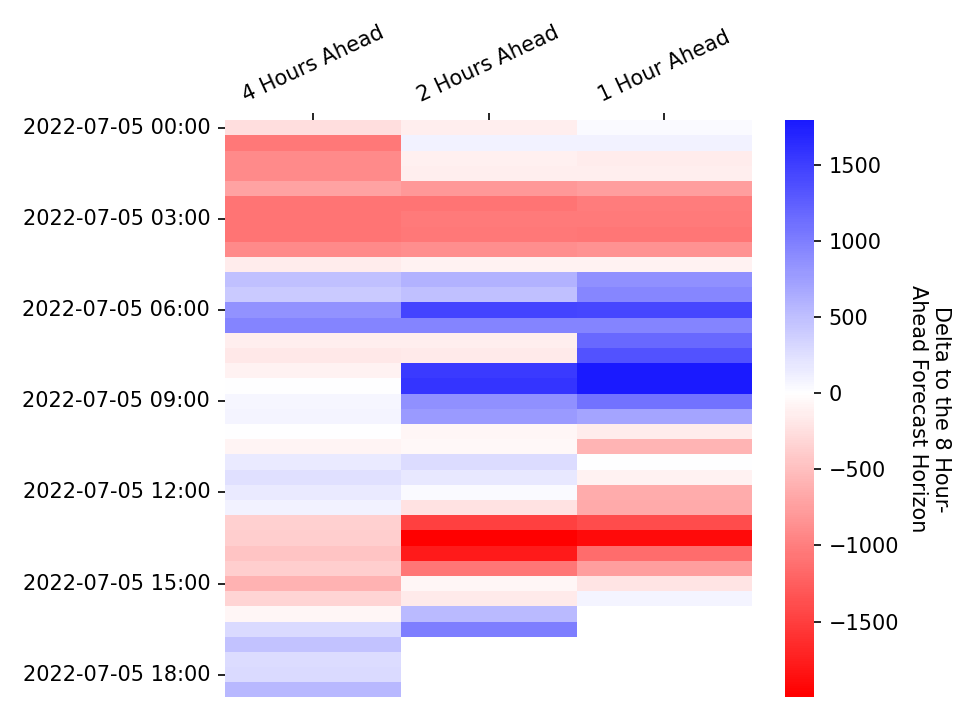 4 Hours Ahead
2 Hours Ahead
1 Hour Ahead
2022-07-05 00:00
2022-07-05 03:00
2022-07-05 06:00
2022-07-05 09:00
2022-07-05 12:00
2022-07-05 15:00
2022-07-05 18:00
1500
1000
500
0
−500
−1000
−1500
Delta to the 8 Hour-
Ahead Forecast Horizon